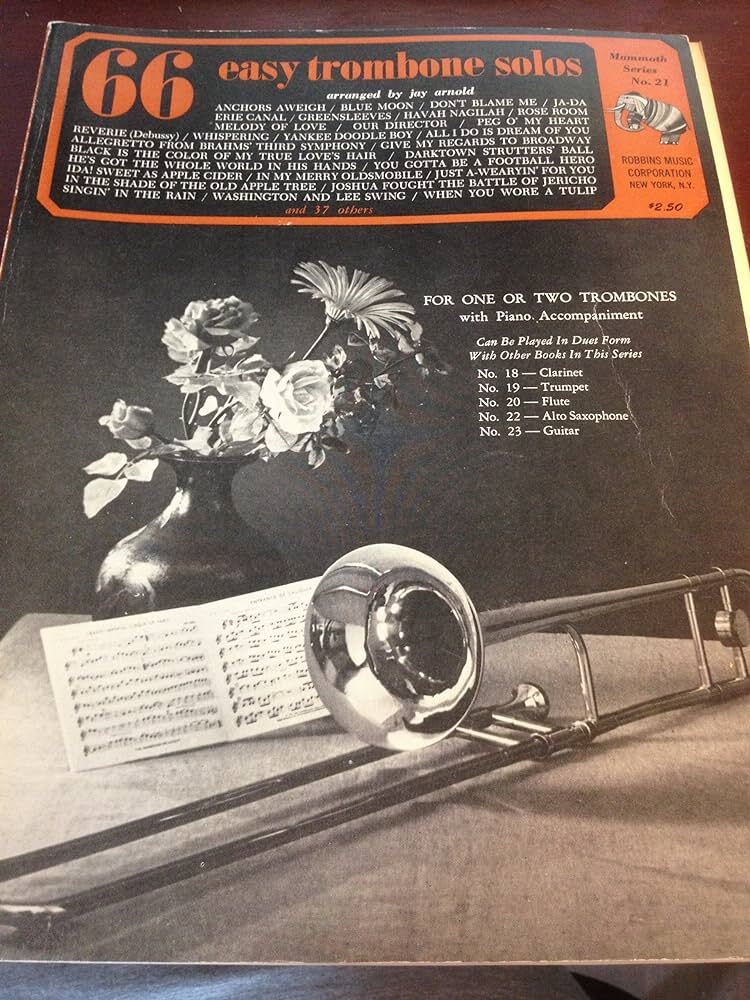 66 easy trombone solos
arranged by jay arnold
ANCHORS AWEIGH / BLUE MOON / DON'T BLAME ME / JA-DA
ERIE CANAL / GREENSLEEVES / HAVAH NAGILAH / ROSE ROOM
MELODY OF LOVE / OUR DIRECTOR / PEG O' MY HEART
REVERIE (Debussy) / WHISPERING / YANKEE DOODLE BOY / ALL I DO IS DREAM OF YOU
ALLEGRETTO FROM BRAHMS' THIRD SYMPHONY / GIVE MY REGARDS TO BROADWAY
BLACK IS THE COLOR OF MY TRUE LOVE'S HAIR / DARKTOWN STRUTTERS' BALL
HE'S GOT THE WHOLE WORLD IN HIS HANDS / YOU GOTTA BE A FOOTBALL HERO
IDA! SWEET AS APPLE CIDER / IN MY MERRY OLDSMOBILE / JUST A-WEARYIN' FOR YOU
IN THE SHADE OF THE OLD APPLE TREE / JOSHUA FOUGHT THE BATTLE OF JERICHO
SINGIN' IN THE RAIN / WASHINGTON AND LEE SWING / WHEN YOU WORE A TULIP
and 37 others
Mammoth
Series
No. 21
ROBBINS MUSIC
CORPORATION
NEW YORK, N.Y.
$2.50
FOR ONE OR TWO TROMBONES
with Piano Accompaniment
Can Be Played In Duet Form
With Other Books In This Series
No. 18 — Clarinet
No. 19 — Trumpet
No. 20 — Flute
No. 22 — Alto Saxophone
No. 23 — Guitar